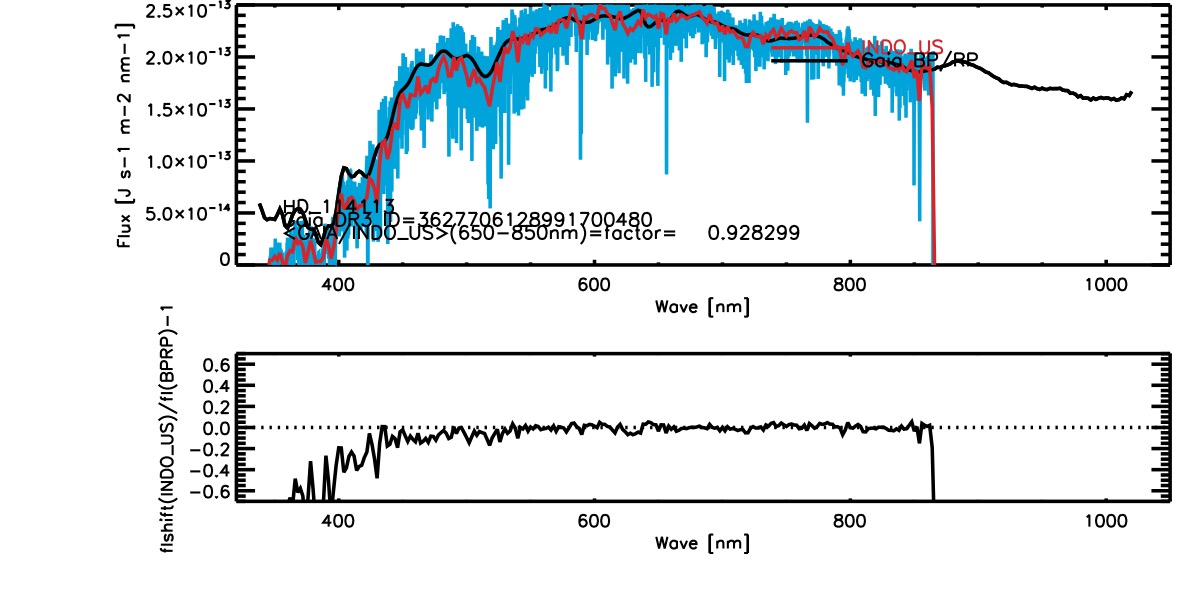 2.5×10−13
2.0×10−13
1.5×10−13
1.0×10−13
5.0×10−14
0
Flux [J s−1 m−2 nm−1]
INDO_US
Gaia BP/RP
HD_114113
Gaia DR3 ID=3627706128991700480
<GAIA/INDO_US>(650−850nm)=factor= 0.928299
400 600 800 1000
Wave [nm]
0.6
0.4
0.2
0.0
−0.2
−0.4
−0.6
flshift(INDO_US)/fl(BPRP)−1
400 600 800 1000
Wave [nm]